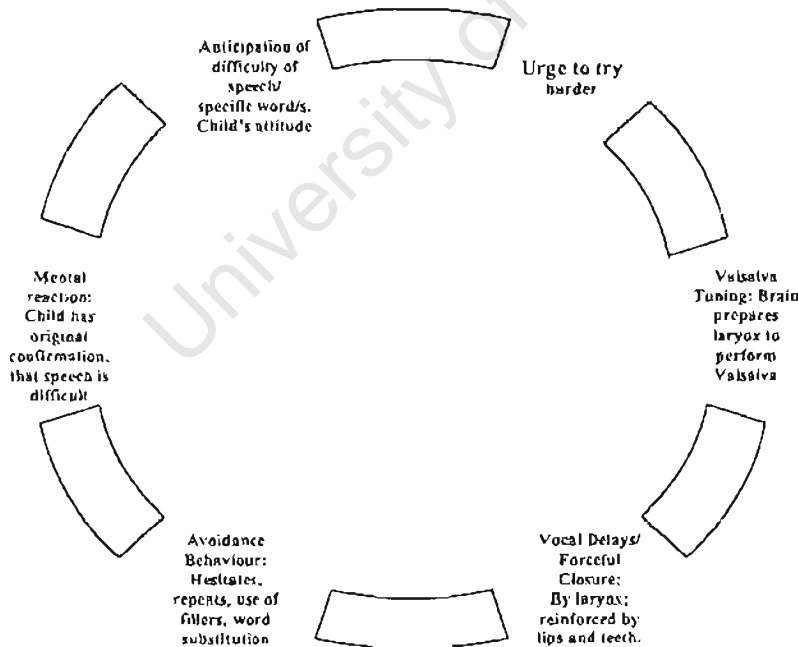 Anticipation of
difficulty of
speech/
specific word/s.
Child's attitude
Urge to try
harder
Valsalva
Tuning: Brain
prepares
larynx to
perform
Valsalva
Vocal Delays/
Forceful
Closure:
By larynx;
reinforced by
lips and teeth.
Avoidance
Behaviour:
Hesitates,
repeats, use of
fillers, word
substitution
Mental
reaction:
Child has
original
confirmation,
that speech is
difficult
University of